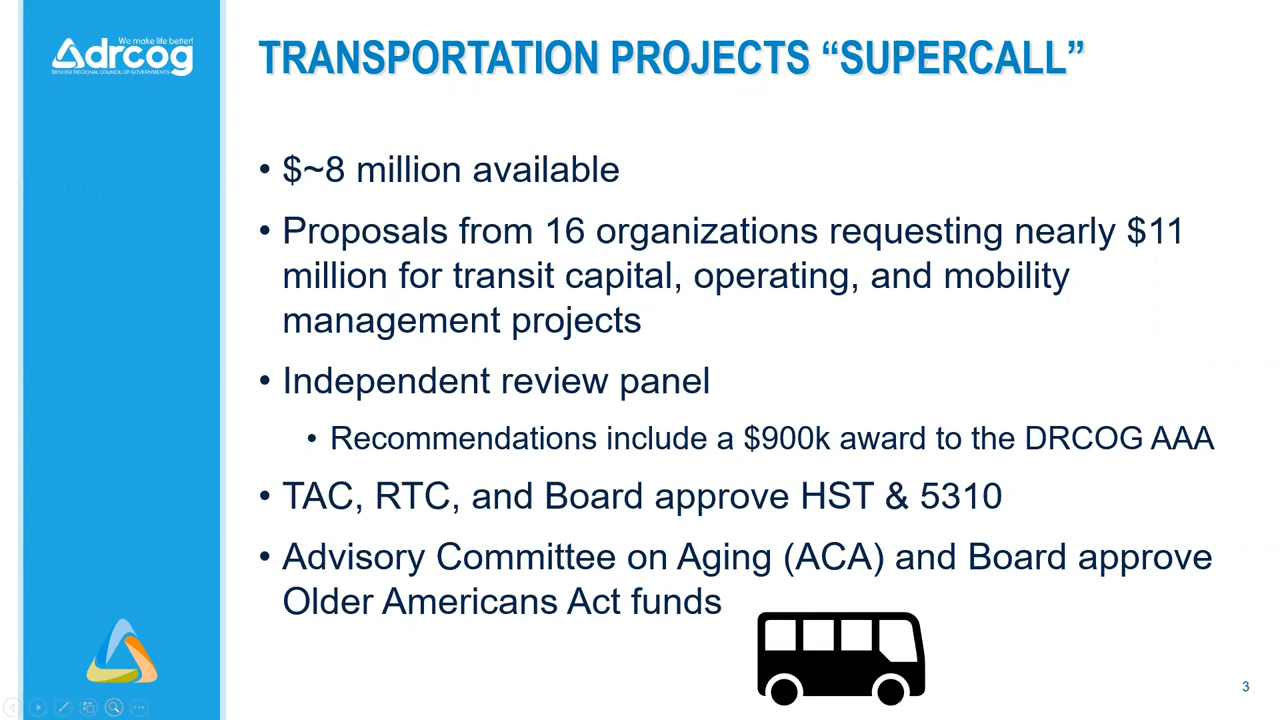 We make life better!
drcog
DENVER REGIONAL COUNCIL OF GOVERNMENTS
TRANSPORTATION PROJECTS “SUPERCALL”
• $~8 million available
• Proposals from 16 organizations requesting nearly $11
million for transit capital, operating, and mobility
management projects
• Independent review panel
• Recommendations include a $900k award to the DRCOG AAA
• TAC, RTC, and Board approve HST & 5310
• Advisory Committee on Aging (ACA) and Board approve
Older Americans Act funds
3